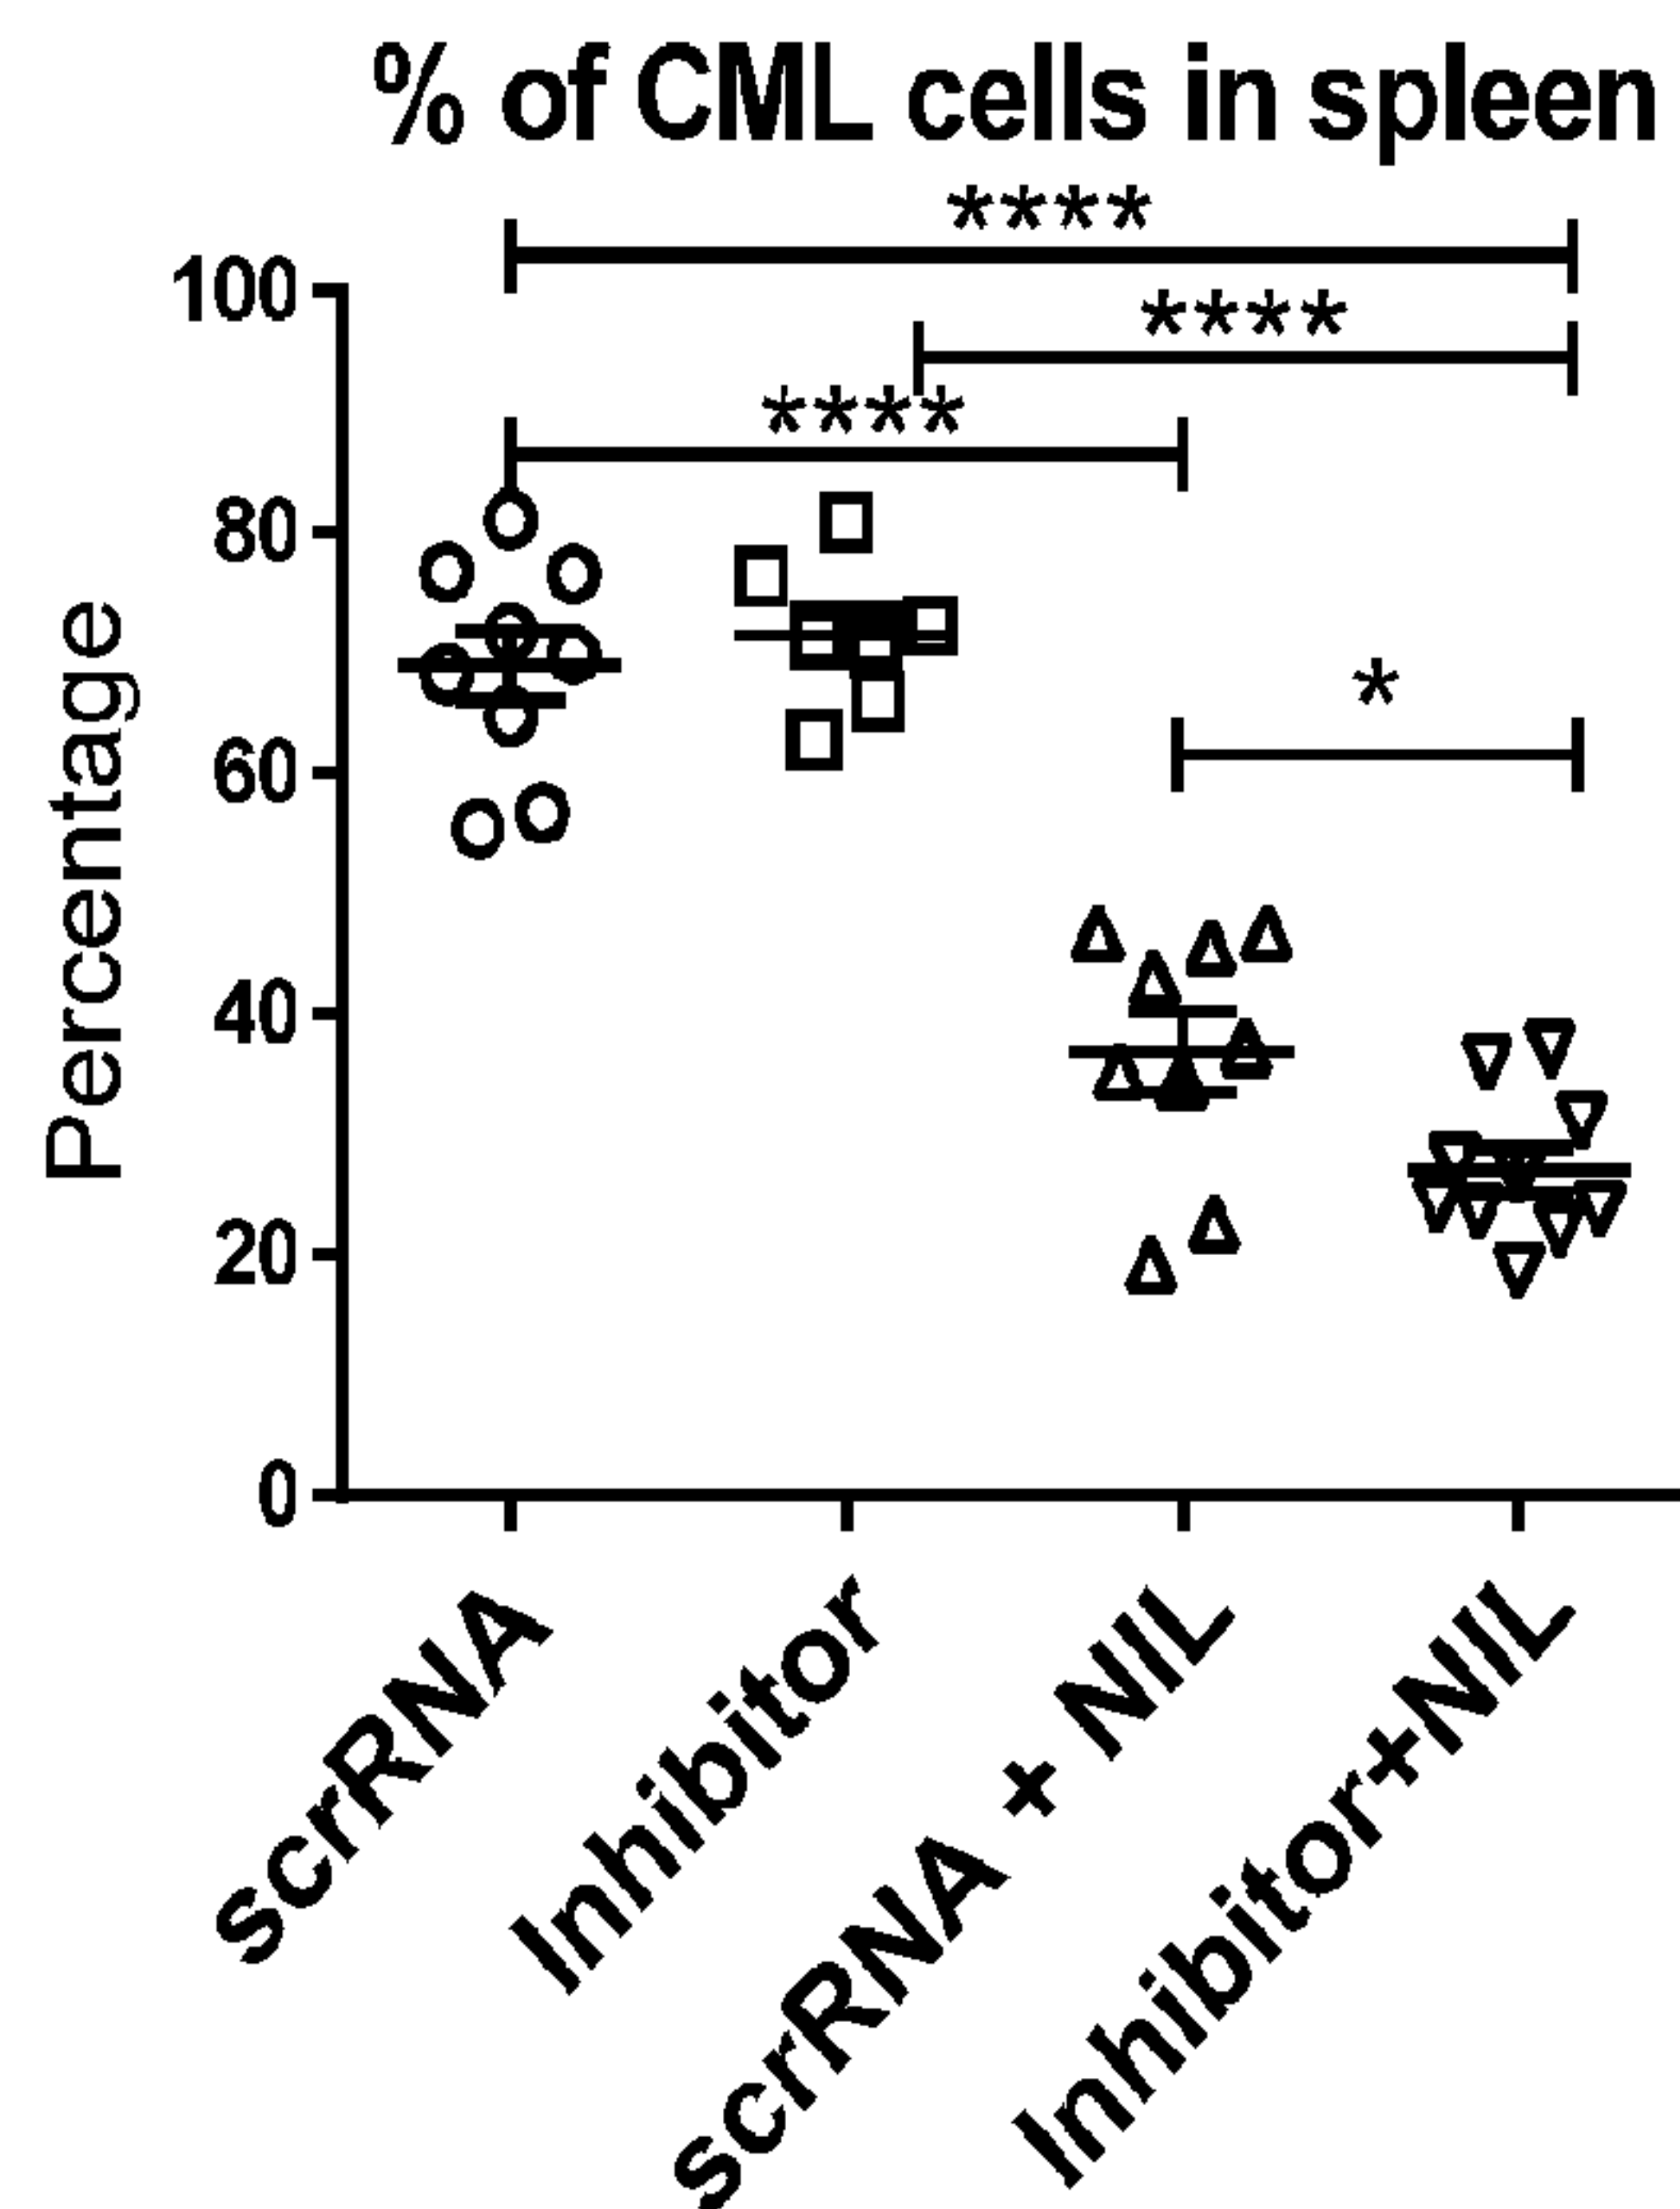 % of CML cells in spleen
****
****
****
*
100
80
60
40
20
0
Percentage
scrRNA
Inhibitor
scrRNA + NIL
Inhibitor+NIL